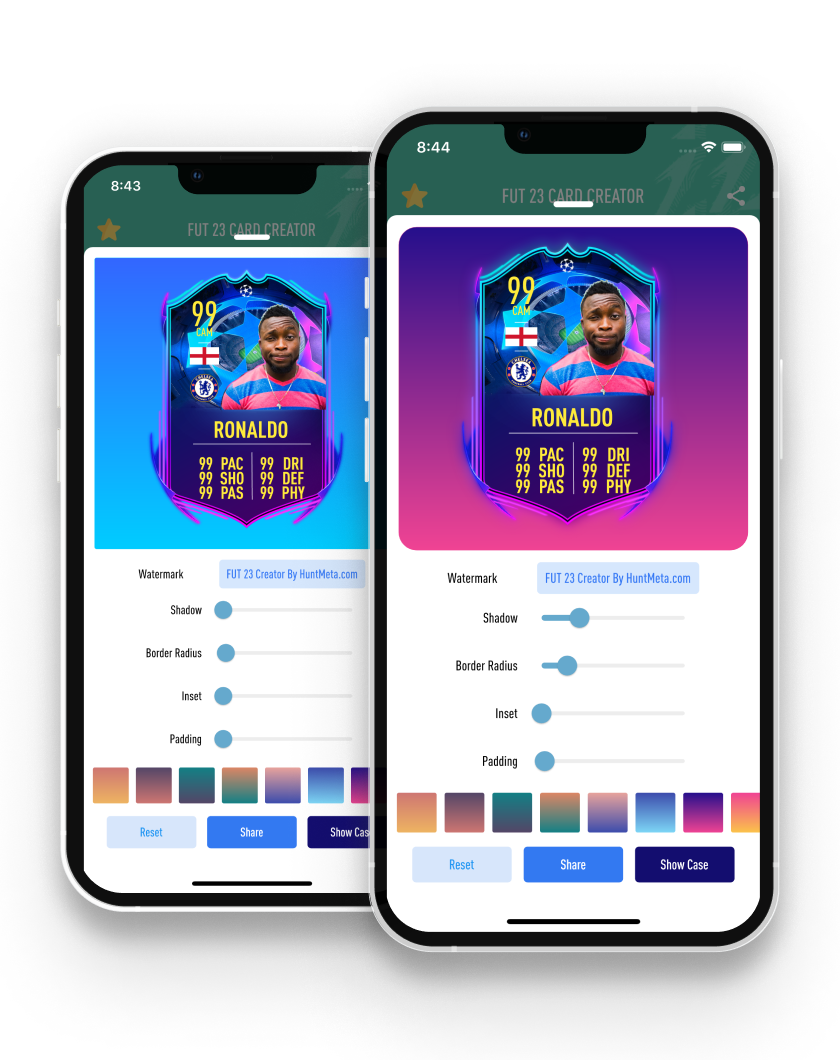 8:43
FUT 23 CARD CREATOR
99
CAM
CHELSEA
RONALDO
99 PAC 99 DRI
99 SHO 99 DEF
99 PAS 99 PHY
Watermark
FUT 23 Creator By HuntMeta.com
Shadow
Border Radius
Inset
Padding
Reset
Share
Show Cas
8:44
FUT 23 CARD CREATOR
99
CAM
CHELSEA
RONALDO
99 PAC 99 DRI
99 SHO 99 DEF
99 PAS 99 PHY
Watermark
FUT 23 Creator By HuntMeta.com
Shadow
Border Radius
Inset
Padding
Reset
Share
Show Case